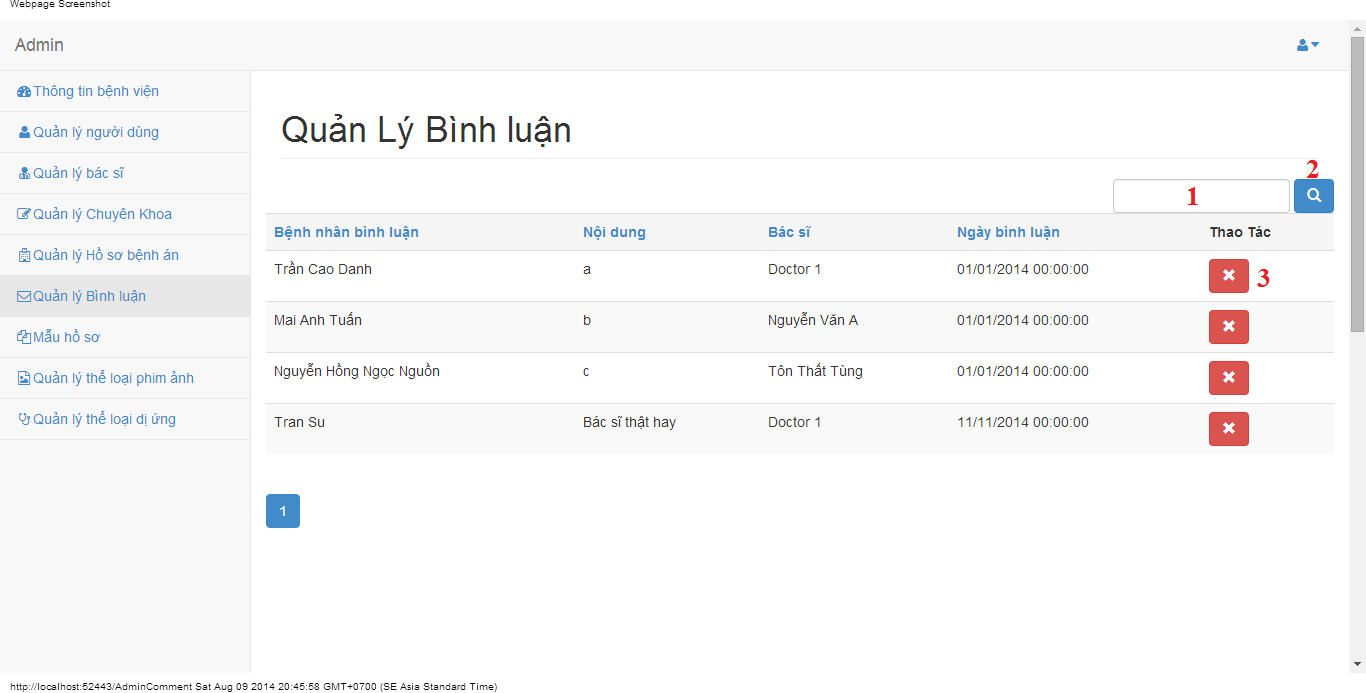 Webpage Screenshot
Admin
Thông tin bệnh viện
Quản lý người dùng
Quản lý bác sĩ
Quản lý Chuyên Khoa
Quản lý Hồ sơ bệnh án
Quản lý Bình luận
Mẫu hồ sơ
Quản lý thể loại phim ảnh
Quản lý thể loại dị ứng
Quản Lý Bình luận
2
1
Bệnh nhân bình luận Nội dung Bác sĩ Ngày bình luận Thao Tác
Trần Cao Danh a Doctor 1 01/01/2014 00:00:00 3
Mai Anh Tuấn b Nguyễn Văn A 01/01/2014 00:00:00
Nguyễn Hồng Ngọc Nguồn c Tôn Thất Tùng 01/01/2014 00:00:00
Tran Su Bác sĩ thật hay Doctor 1 11/11/2014 00:00:00
1
http://localhost:52443/AdminComment Sat Aug 09 2014 20:45:58 GMT+0700 (SE Asia Standard Time)